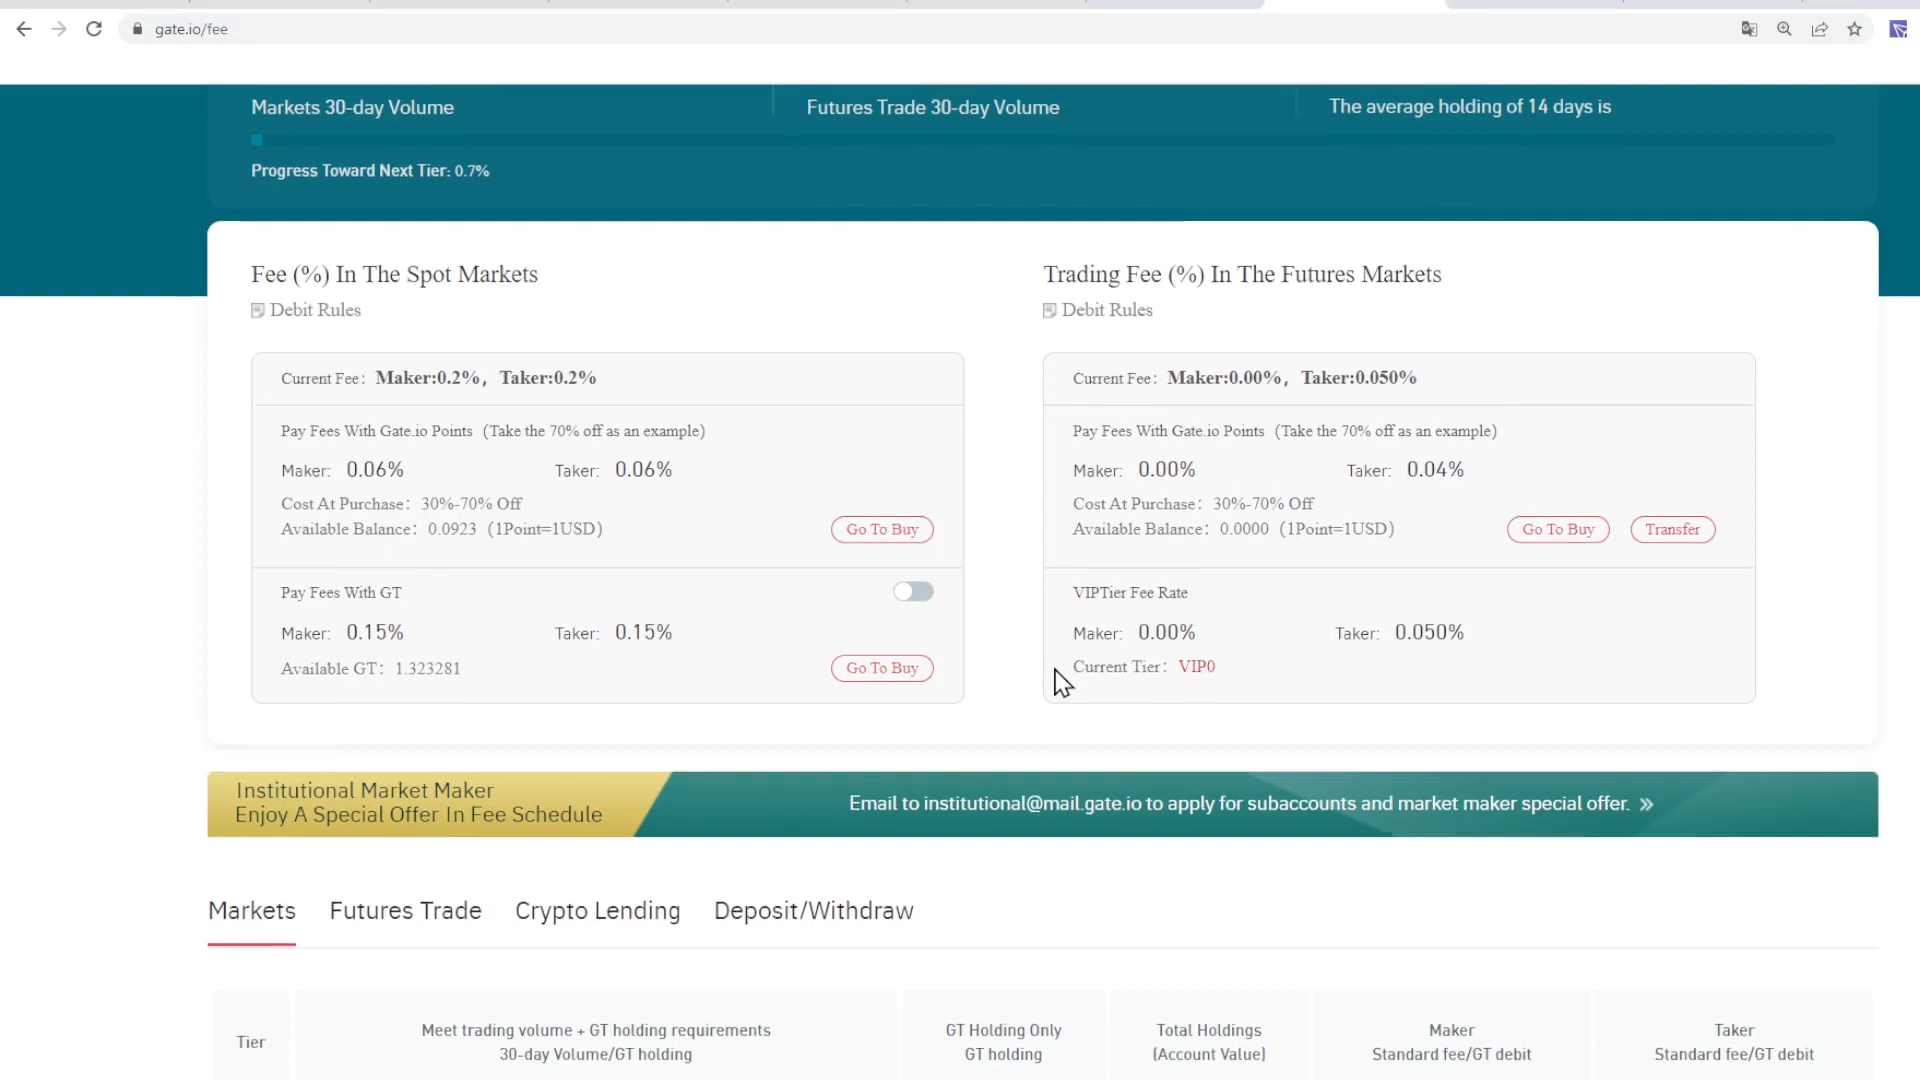 gate.io/fee
Markets 30-day Volume
Futures Trade 30-day Volume
The average holding of 14 days is
Progress Toward Next Tier: 0.7%
Fee (%) In The Spot Markets
Debit Rules
Current Fee: Maker:0.2%, Taker:0.2%
Pay Fees With Gate.io Points (Take the 70% off as an example)
Maker: 0.06% Taker: 0.06%
Cost At Purchase: 30%-70% Off
Available Balance: 0.0923 (1Point=1USD)
Go To Buy
Pay Fees With GT
Maker: 0.15% Taker: 0.15%
Available GT: 1.323281
Go To Buy
Trading Fee (%) In The Futures Markets
Debit Rules
Current Fee: Maker:0.00%, Taker:0.050%
Pay Fees With Gate.io Points (Take the 70% off as an example)
Maker: 0.00% Taker: 0.04%
Cost At Purchase: 30%-70% Off
Available Balance: 0.0000 (1Point=1USD)
Go To Buy
Transfer
VIPTier Fee Rate
Maker: 0.00% Taker: 0.050%
Current Tier: VIP0
Institutional Market Maker
Enjoy A Special Offer In Fee Schedule
Email to institutional@mail.gate.io to apply for subaccounts and market maker special offer. »
Markets Futures Trade Crypto Lending Deposit/Withdraw
Tier
Meet trading volume + GT holding requirements
30-day Volume/GT holding
GT Holding Only
GT holding
Total Holdings
(Account Value)
Maker
Standard fee/GT debit
Taker
Standard fee/GT debit